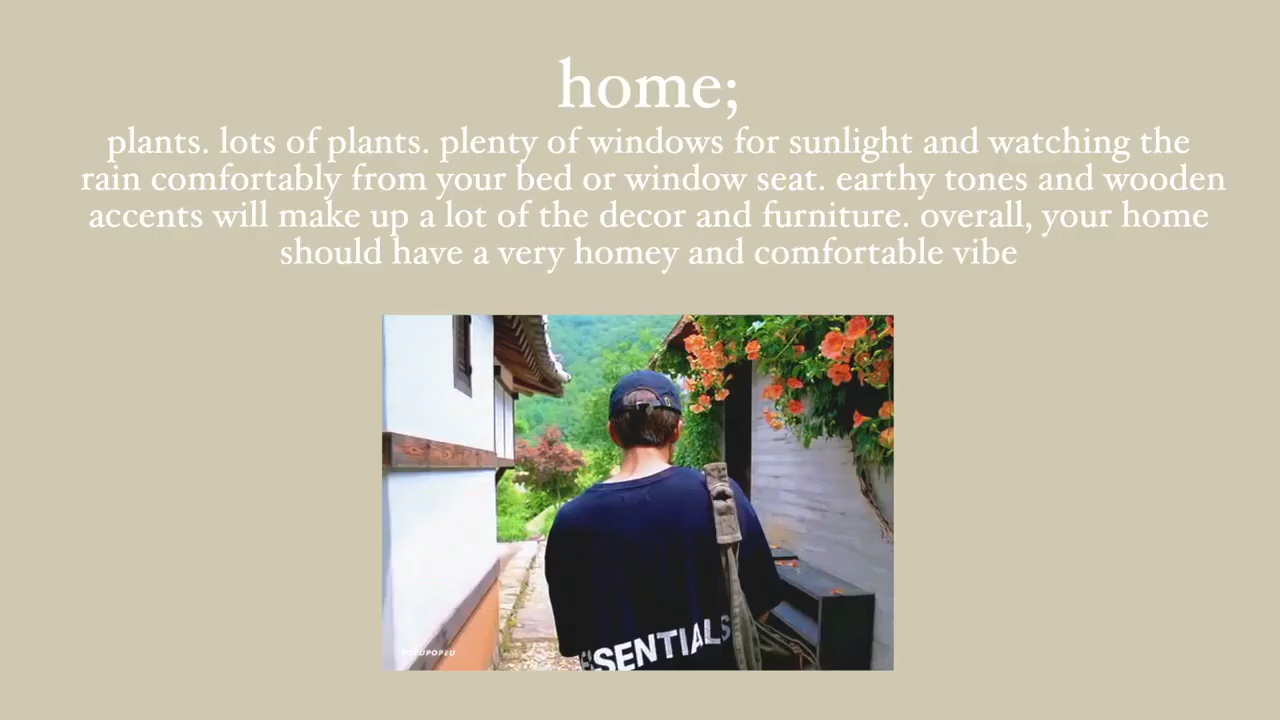 home;
plants. lots of plants. plenty of windows for sunlight and watching the
rain comfortably from your bed or window seat. earthy tones and wooden
accents will make up a lot of the decor and furniture. overall, your home
should have a very homey and comfortable vibe
SSENTIALS